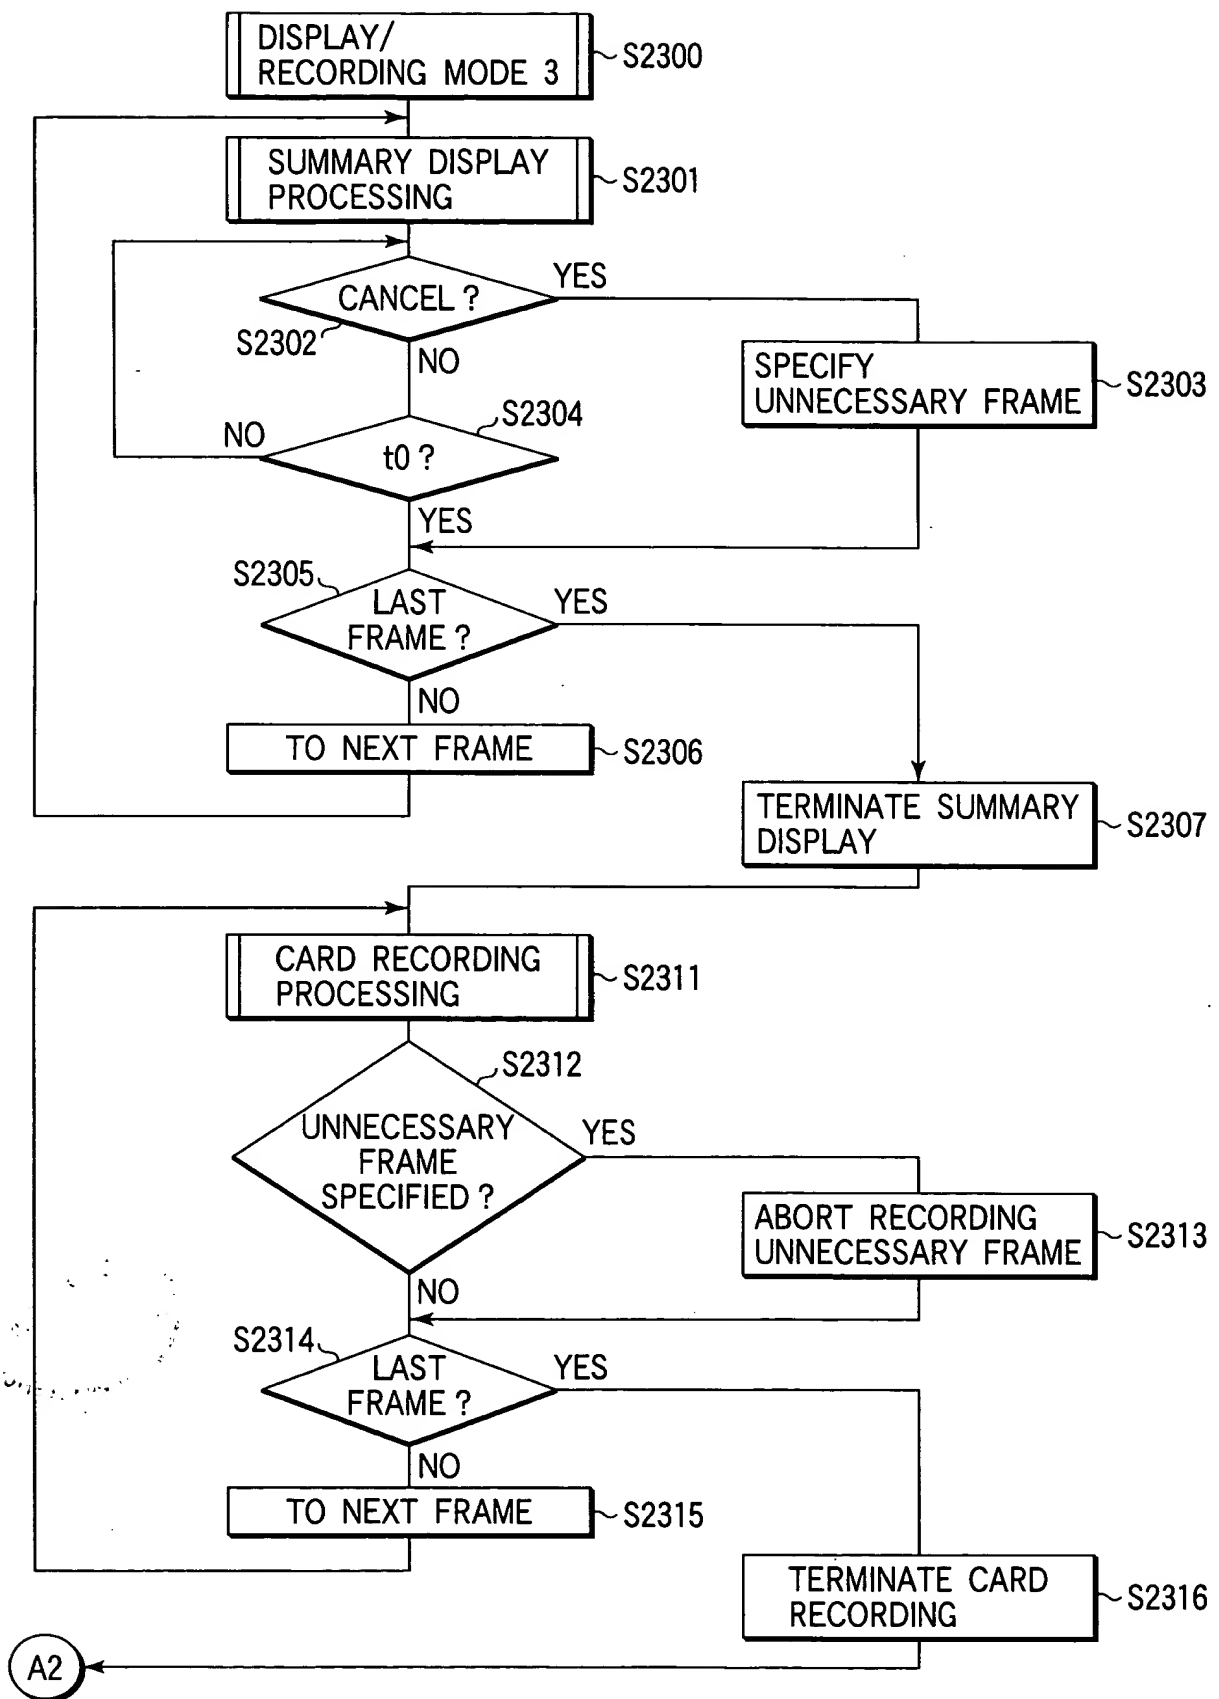 DISPLAY/
RECORDING MODE 3
S2300
SUMMARY DISPLAY
PROCESSING
S2301
CANCEL ?
YES
S2302
NO
SPECIFY
UNNECESSARY FRAME
S2303
S2304
NO
t0 ?
YES
S2305
LAST
FRAME ?
YES
NO
TO NEXT FRAME
S2306
TERMINATE SUMMARY
DISPLAY
S2307
CARD RECORDING
PROCESSING
S2311
S2312
UNNECESSARY
FRAME
SPECIFIED ?
YES
ABORT RECORDING
UNNECESSARY FRAME
S2313
NO
S2314
LAST
FRAME ?
YES
NO
TO NEXT FRAME
S2315
TERMINATE CARD
RECORDING
S2316
A2